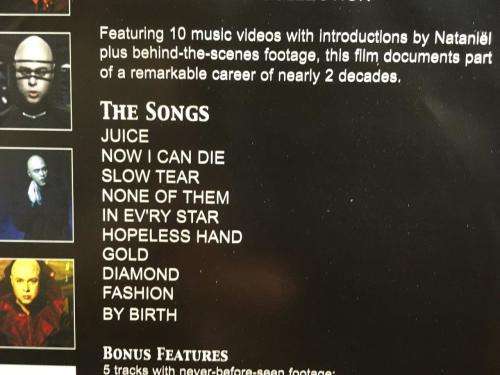 Featuring 10 music videos with introductions by Nataniël
plus behind-the-scenes footage, this film documents part
of a remarkable career of nearly 2 decades.
THE SONGS
JUICE
NOW I CAN DIE
SLOW TEAR
NONE OF THEM
IN EV'RY STAR
HOPELESS HAND
GOLD
DIAMOND
FASHION
BY BIRTH
BONUS FEATURES
5 tracks with never-before-seen footage: